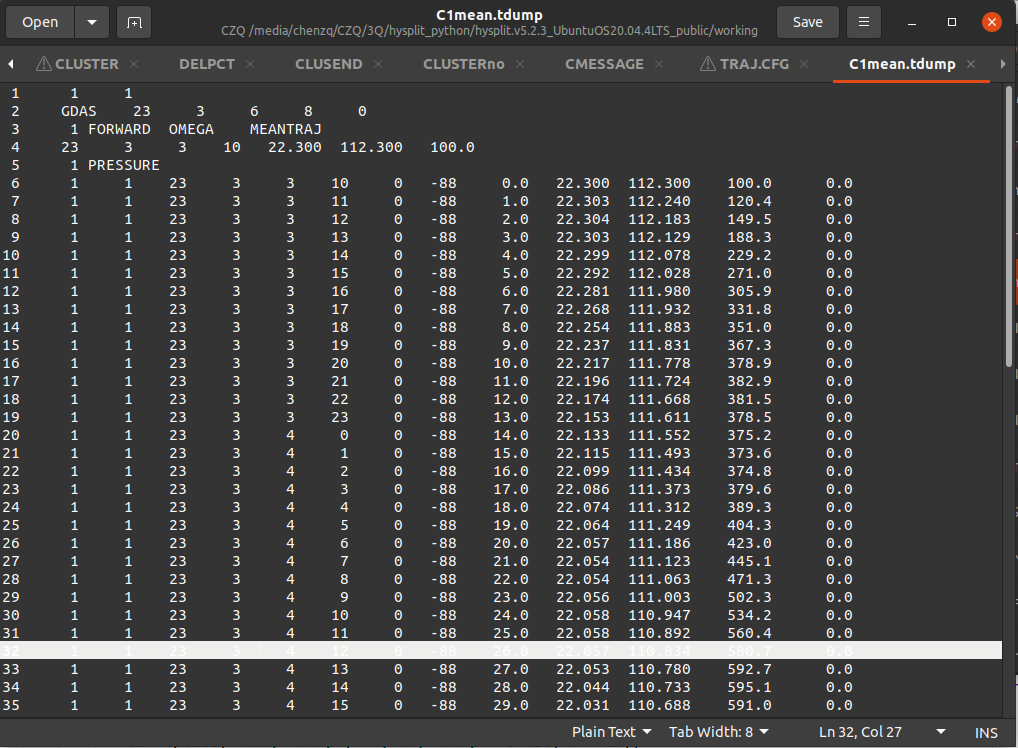 Open C1mean.tdump Save
CZQ /media/chenzq/CZQ/3Q/hysplit_python/hysplit.v5.2.3_UbuntuOS20.04.4LTS_public/working
CLUSTER × DELPCT × CLUSEND × CLUSTERno × CMESSAGE × TRAJ.CFG × C1mean.tdump ×
1 1 1
2 GDAS 23 3 6 8 0
3 1 FORWARD OMEGA MEANTRAJ
4 23 3 3 10 22.300 112.300 100.0
5 1 PRESSURE
6 1 1 23 3 3 10 0 -88 0.0 22.300 112.300 100.0 0.0
7 1 1 23 3 3 11 0 -88 1.0 22.303 112.240 120.4 0.0
8 1 1 23 3 3 12 0 -88 2.0 22.304 112.183 149.5 0.0
9 1 1 23 3 3 13 0 -88 3.0 22.303 112.129 188.3 0.0
10 1 1 23 3 3 14 0 -88 4.0 22.299 112.078 229.2 0.0
11 1 1 23 3 3 15 0 -88 5.0 22.292 112.028 271.0 0.0
12 1 1 23 3 3 16 0 -88 6.0 22.281 111.980 305.9 0.0
13 1 1 23 3 3 17 0 -88 7.0 22.268 111.932 331.8 0.0
14 1 1 23 3 3 18 0 -88 8.0 22.254 111.883 351.0 0.0
15 1 1 23 3 3 19 0 -88 9.0 22.237 111.831 367.3 0.0
16 1 1 23 3 3 20 0 -88 10.0 22.217 111.778 378.9 0.0
17 1 1 23 3 3 21 0 -88 11.0 22.196 111.724 382.9 0.0
18 1 1 23 3 3 22 0 -88 12.0 22.174 111.668 381.5 0.0
19 1 1 23 3 3 23 0 -88 13.0 22.153 111.611 378.5 0.0
20 1 1 23 3 4 0 0 -88 14.0 22.133 111.552 375.2 0.0
21 1 1 23 3 4 1 0 -88 15.0 22.115 111.493 373.6 0.0
22 1 1 23 3 4 2 0 -88 16.0 22.099 111.434 374.8 0.0
23 1 1 23 3 4 3 0 -88 17.0 22.086 111.373 379.6 0.0
24 1 1 23 3 4 4 0 -88 18.0 22.074 111.312 389.3 0.0
25 1 1 23 3 4 5 0 -88 19.0 22.064 111.249 404.3 0.0
26 1 1 23 3 4 6 0 -88 20.0 22.057 111.186 423.0 0.0
27 1 1 23 3 4 7 0 -88 21.0 22.054 111.123 445.1 0.0
28 1 1 23 3 4 8 0 -88 22.0 22.054 111.063 471.3 0.0
29 1 1 23 3 4 9 0 -88 23.0 22.056 111.003 502.3 0.0
30 1 1 23 3 4 10 0 -88 24.0 22.058 110.947 534.2 0.0
31 1 1 23 3 4 11 0 -88 25.0 22.058 110.892 560.4 0.0
32 1 1 23 3 4 12 0 -88 26.0 22.057 110.834 580.7 0.0
33 1 1 23 3 4 13 0 -88 27.0 22.053 110.780 592.7 0.0
34 1 1 23 3 4 14 0 -88 28.0 22.044 110.733 595.1 0.0
35 1 1 23 3 4 15 0 -88 29.0 22.031 110.688 591.0 0.0
Plain Text Tab Width: 8 Ln 32, Col 27 INS